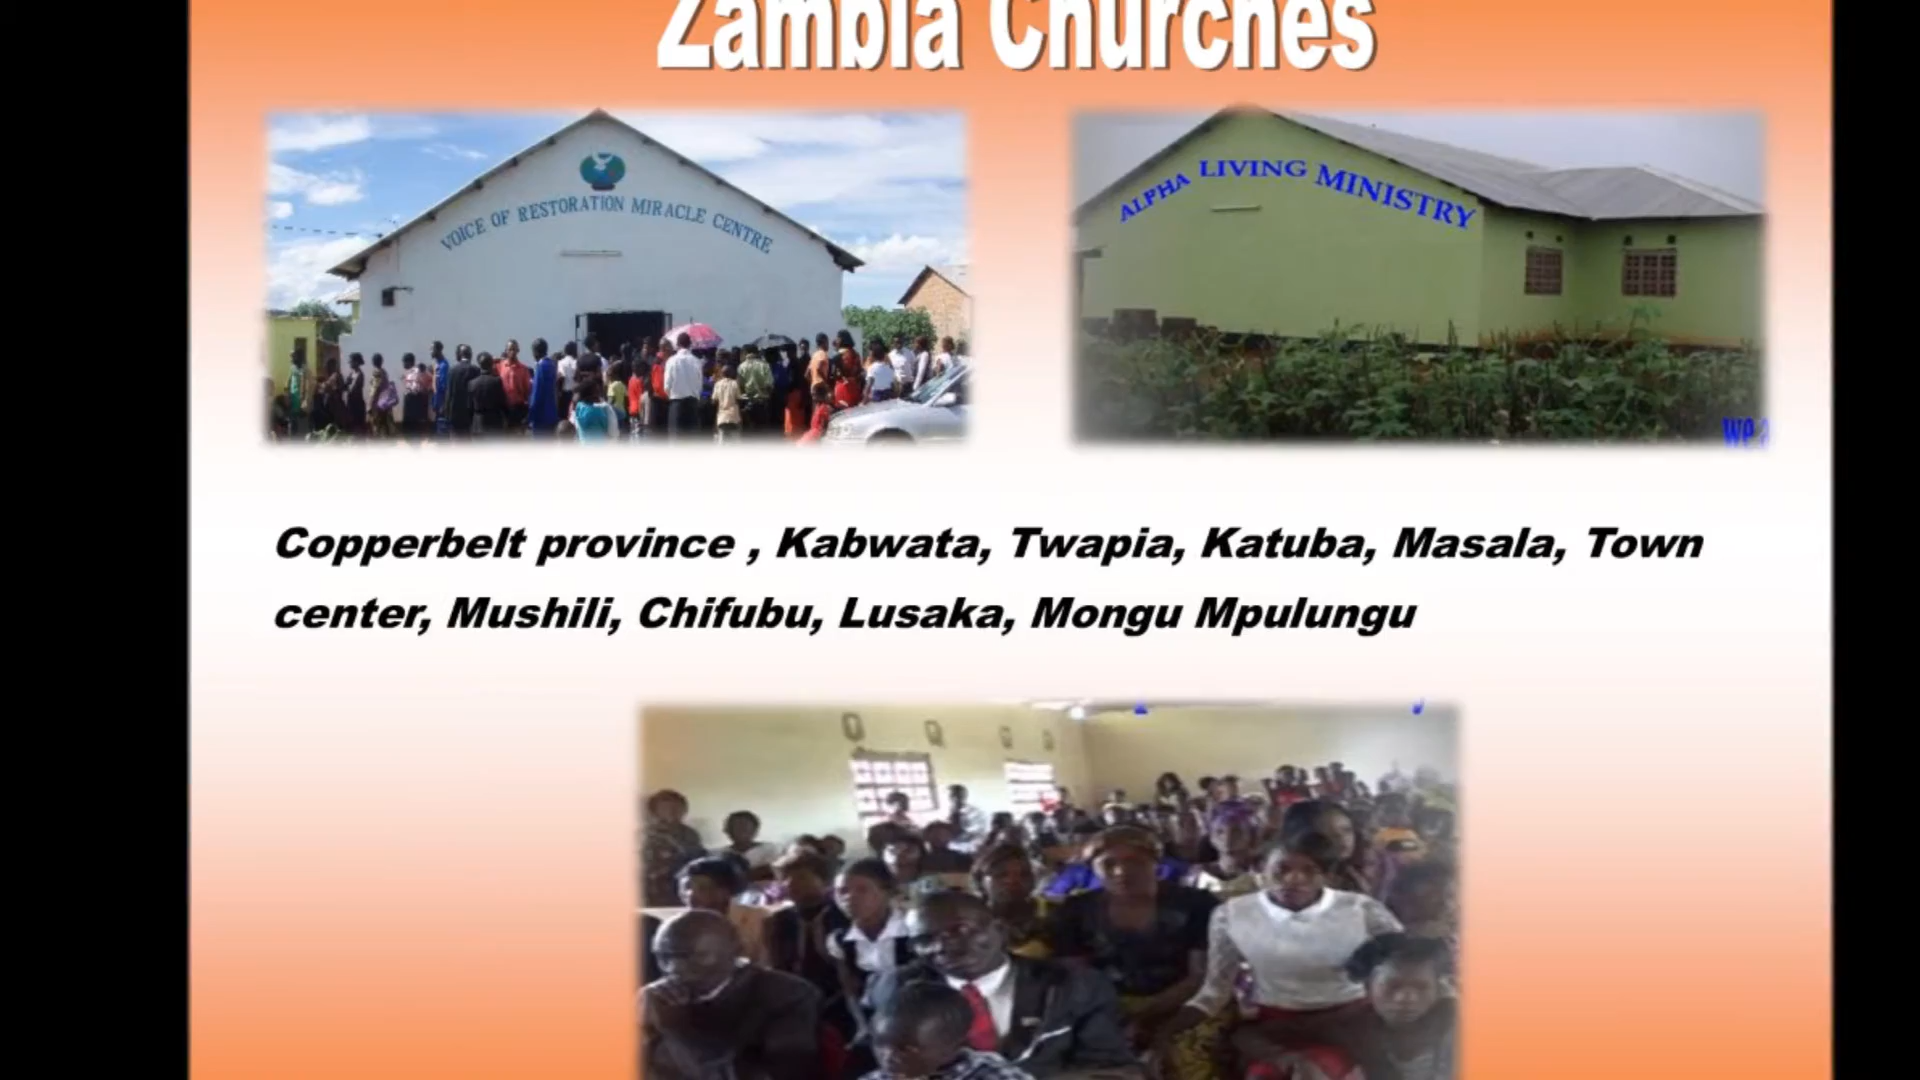 Zambia Churches
VOICE OF RESTORATION MIRACLE CENTRE
ALPHA LIVING MINISTRY
we
Copperbelt province , Kabwata, Twapia, Katuba, Masala, Town
center, Mushili, Chifubu, Lusaka, Mongu Mpulungu